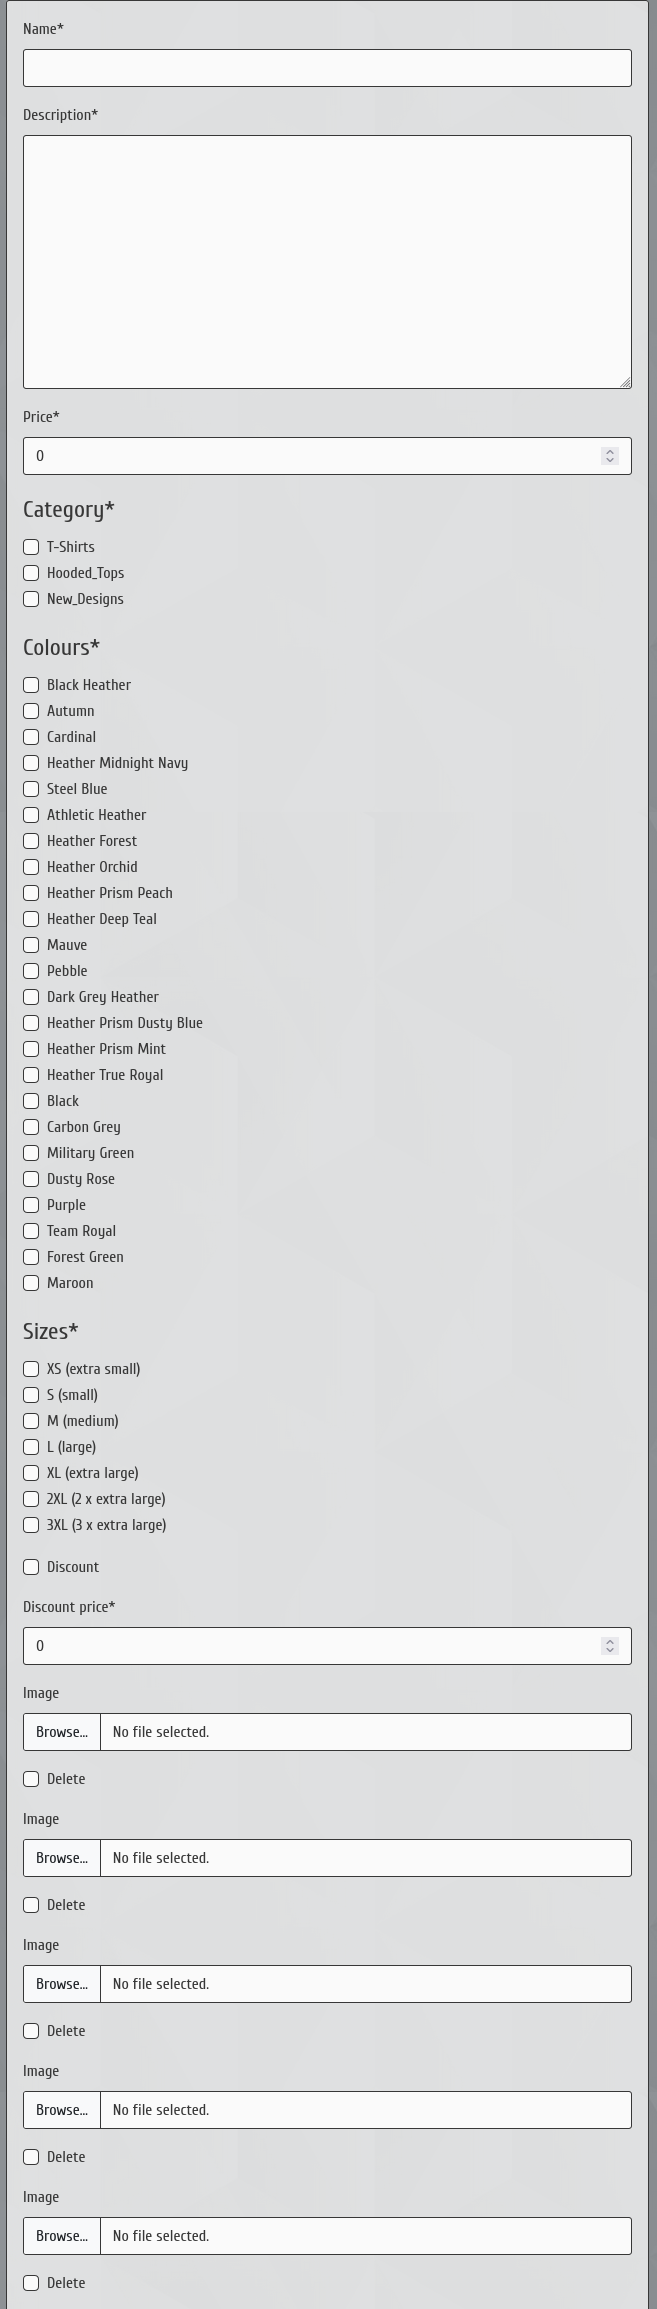 Name*
Description*
Price*
0
Category*
T-Shirts
Hooded_Tops
New_Designs
Colours*
Black Heather
Autumn
Cardinal
Heather Midnight Navy
Steel Blue
Athletic Heather
Heather Forest
Heather Orchid
Heather Prism Peach
Heather Deep Teal
Mauve
Pebble
Dark Grey Heather
Heather Prism Dusty Blue
Heather Prism Mint
Heather True Royal
Black
Carbon Grey
Military Green
Dusty Rose
Purple
Team Royal
Forest Green
Maroon
Sizes*
XS (extra small)
S (small)
M (medium)
L (large)
XL (extra large)
2XL (2 x extra large)
3XL (3 x extra large)
Discount
Discount price*
0
Image
Browse... No file selected.
Delete
Image
Browse... No file selected.
Delete
Image
Browse... No file selected.
Delete
Image
Browse... No file selected.
Delete
Image
Browse... No file selected.
Delete